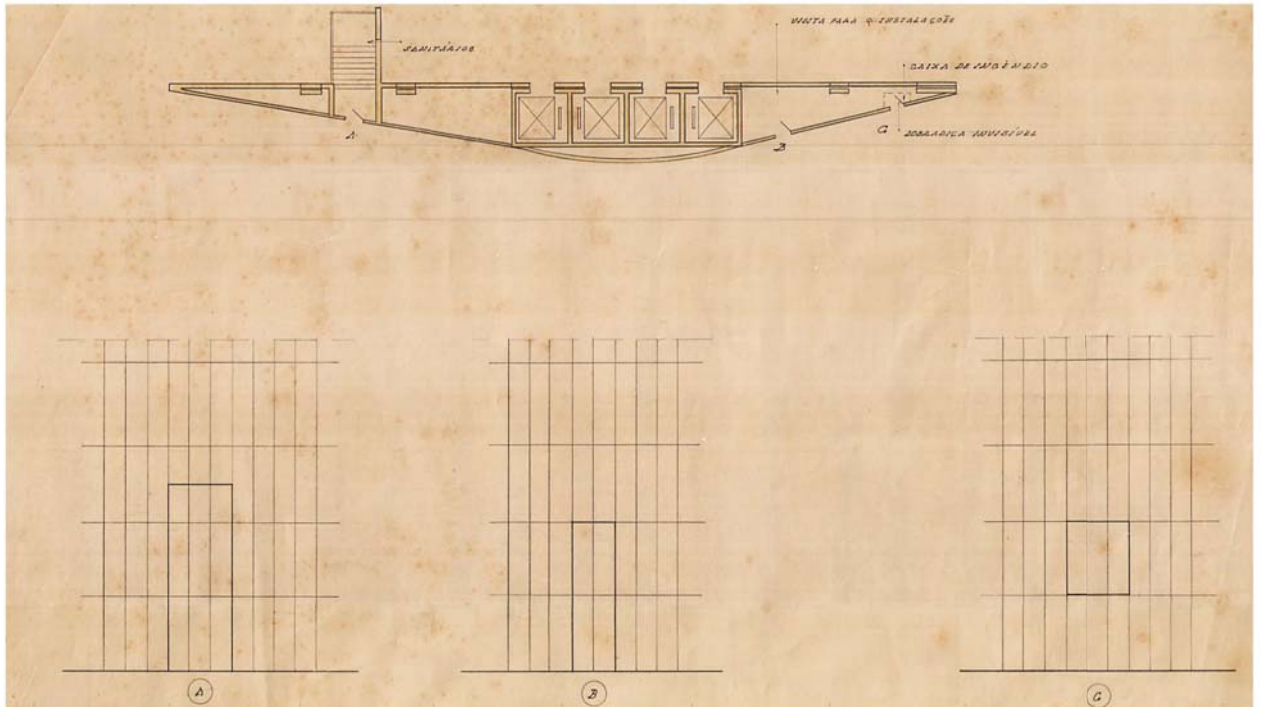 VISITA PARA Q. INSTALAÇÕES
SANITÁRIOS
CAIXA DE INCÊNDIO
A
B
C
DOBRADIÇA INVISÍVEL
A
B
C